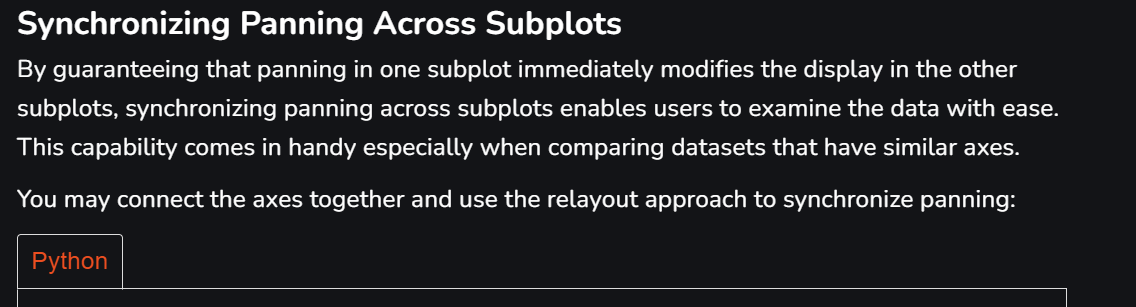 Synchronizing Panning Across Subplots
By guaranteeing that panning in one subplot immediately modifies the display in the other
subplots, synchronizing panning across subplots enables users to examine the data with ease.
This capability comes in handy especially when comparing datasets that have similar axes.
You may connect the axes together and use the relayout approach to synchronize panning:
Python